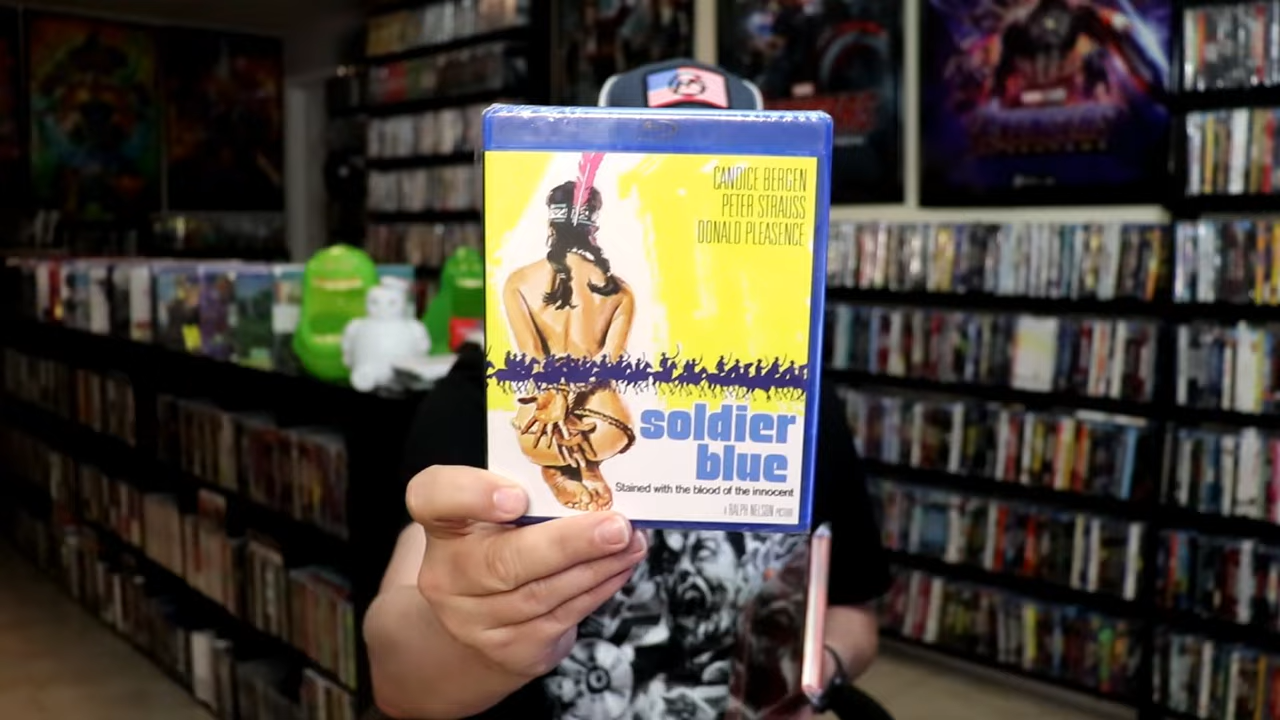 CANDICE BERGEN
PETER STRAUSS
DONALD PLEASENCE
soldier
blue
Stained with the blood of the innocent
A RALPH NELSON PICTURE